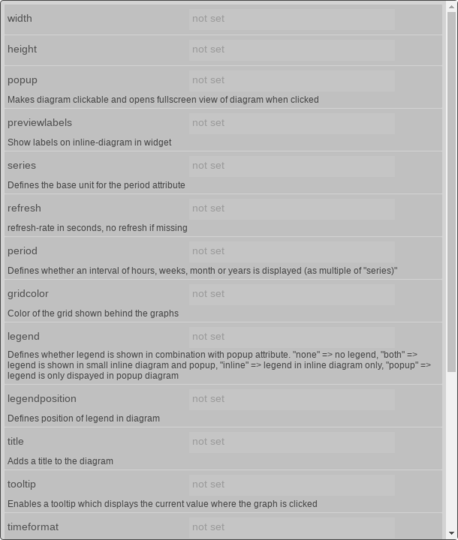 width not set
height not set
popup not set
Makes diagram clickable and opens fullscreen view of diagram when clicked
previewlabels not set
Show labels on inline-diagram in widget
series not set
Defines the base unit for the period attribute
refresh not set
refresh-rate in seconds, no refresh if missing
period not set
Defines whether an interval of hours, weeks, month or years is displayed (as multiple of "series)"
gridcolor not set
Color of the grid shown behind the graphs
legend not set
Defines whether legend is shown in combination with popup attribute. "none" => no legend, "both" =>
legend is shown in small inline diagram and popup, "inline" => legend in inline diagram only, "popup" =>
legend is only dispayed in popup diagram
legendposition not set
Defines position of legend in diagram
title not set
Adds a title to the diagram
tooltip not set
Enables a tooltip which displays the current value where the graph is clicked
timeformat not set